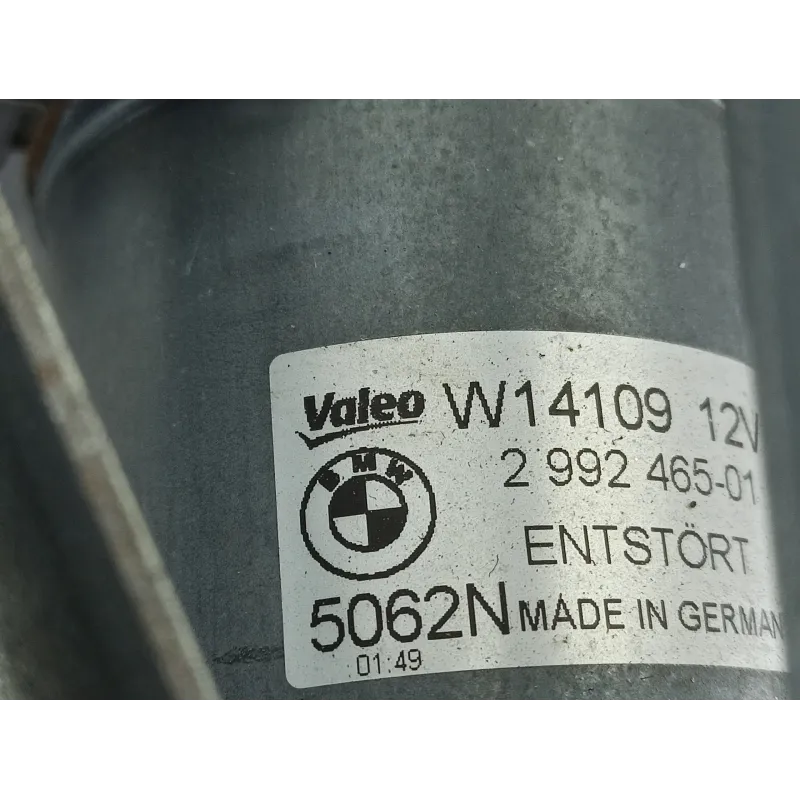 Valeo W14109 12V
BMW
2 992 465-01
ENTSTÖRT
5062N MADE IN GERMAN
01:49